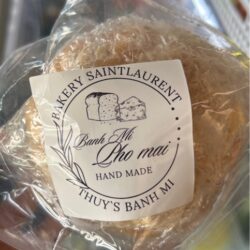 BAKERY SAINTLAURENT
Banh Mi
Pho mai
HAND MADE
THUY'S BANH MI